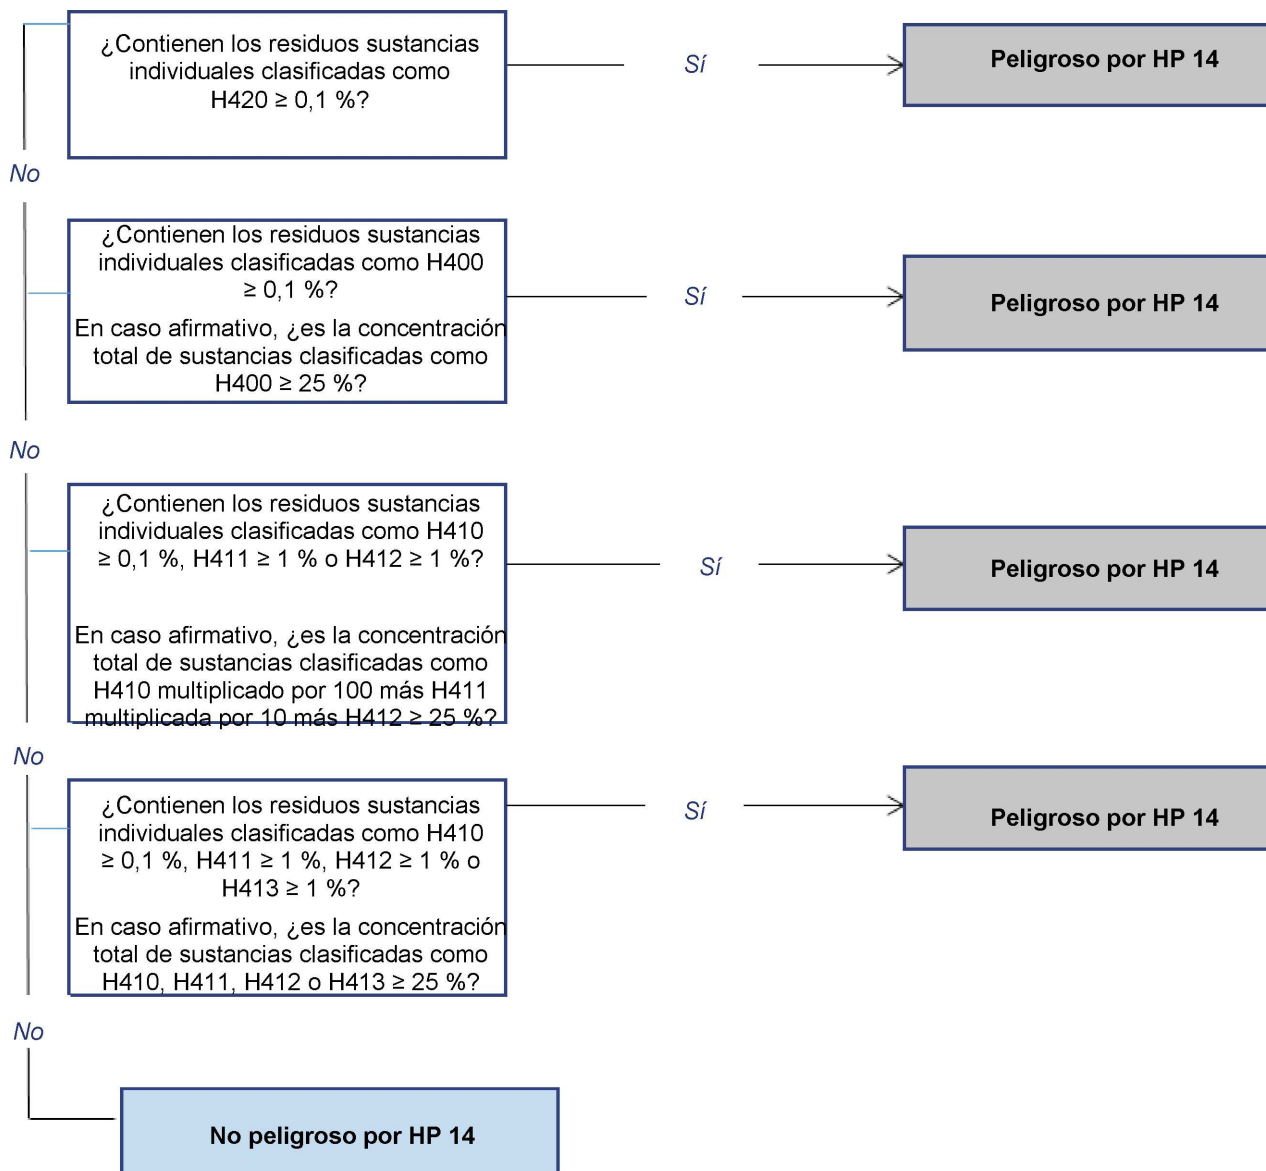 ¿Contienen los residuos sustancias
individuales clasificadas como
H420 ≥ 0,1 %?
Sí
Peligroso por HP 14
No
¿Contienen los residuos sustancias
individuales clasificadas como H400
≥ 0,1 %?
En caso afirmativo, ¿es la concentración
total de sustancias clasificadas como
H400 ≥ 25 %?
Sí
Peligroso por HP 14
No
¿Contienen los residuos sustancias
individuales clasificadas como H410
≥ 0,1 %, H411 ≥ 1 % o H412 ≥ 1 %?
En caso afirmativo, ¿es la concentración
total de sustancias clasificadas como
H410 multiplicado por 100 más H411
multiplicada por 10 más H412 ≥ 25 %?
Sí
Peligroso por HP 14
No
¿Contienen los residuos sustancias
individuales clasificadas como H410
≥ 0,1 %, H411 ≥ 1 %, H412 ≥ 1 % o
H413 ≥ 1 %?
En caso afirmativo, ¿es la concentración
total de sustancias clasificadas como
H410, H411, H412 o H413 ≥ 25 %?
Sí
Peligroso por HP 14
No
No peligroso por HP 14